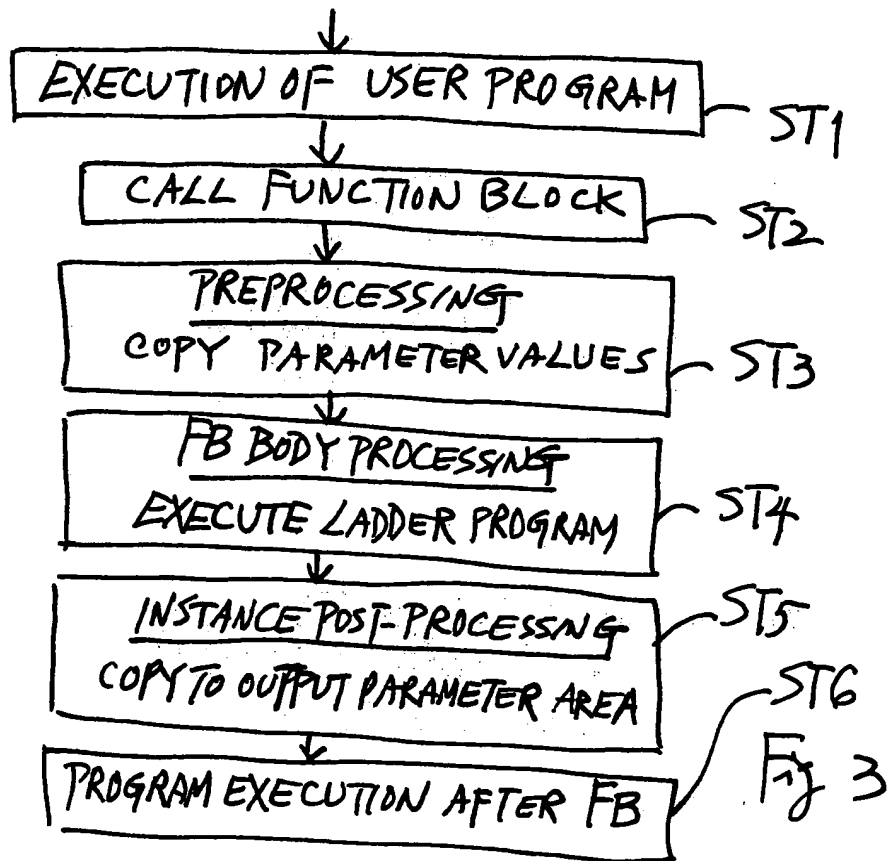 EXECUTION OF USER PROGRAM
ST1
CALL FUNCTION BLOCK
ST2
PREPROCESSING
COPY PARAMETER VALUES
ST3
FB BODY PROCESSING
EXECUTE LADDER PROGRAM
ST4
INSTANCE POST-PROCESSING
COPY TO OUTPUT PARAMETER AREA
ST5
PROGRAM EXECUTION AFTER FB
ST6
Fig 3